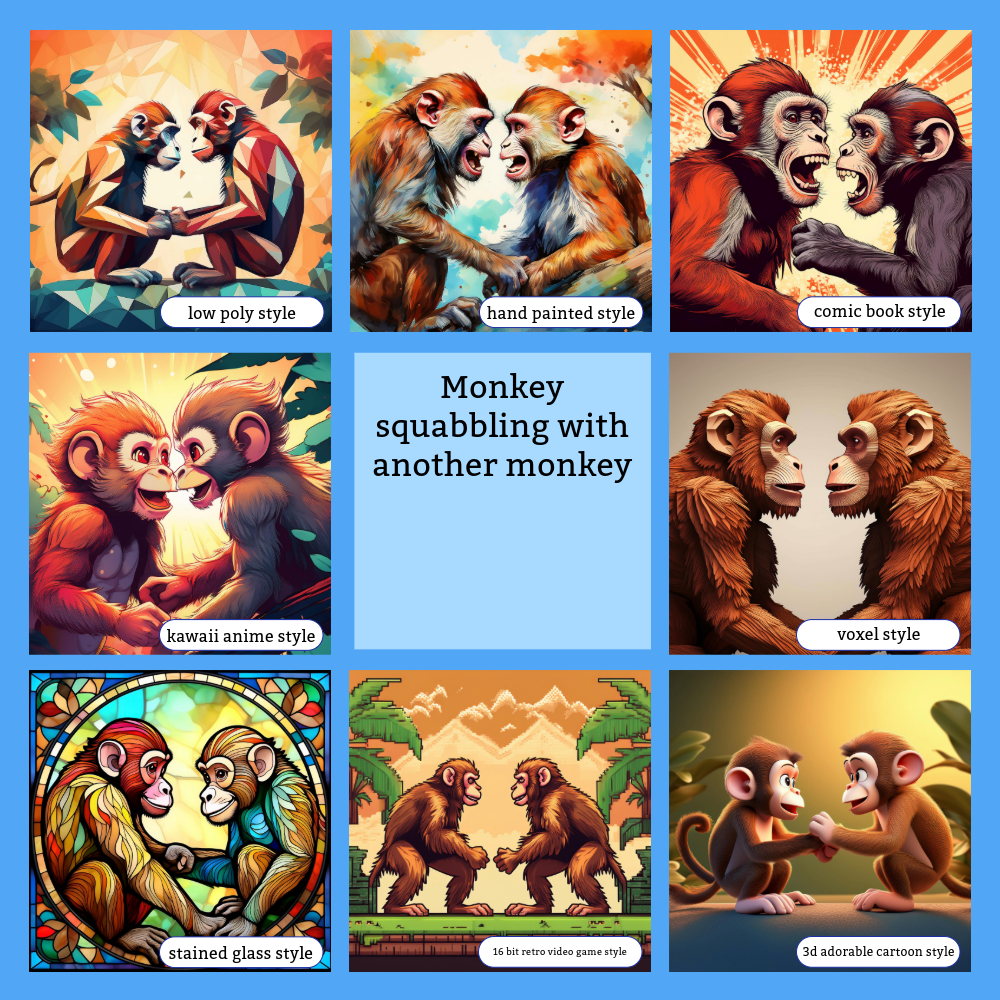 low poly style
hand painted style
comic book style
kawaii anime style
Monkey
squabbling with
another monkey
voxel style
stained glass style
16 bit retro video game style
3d adorable cartoon style